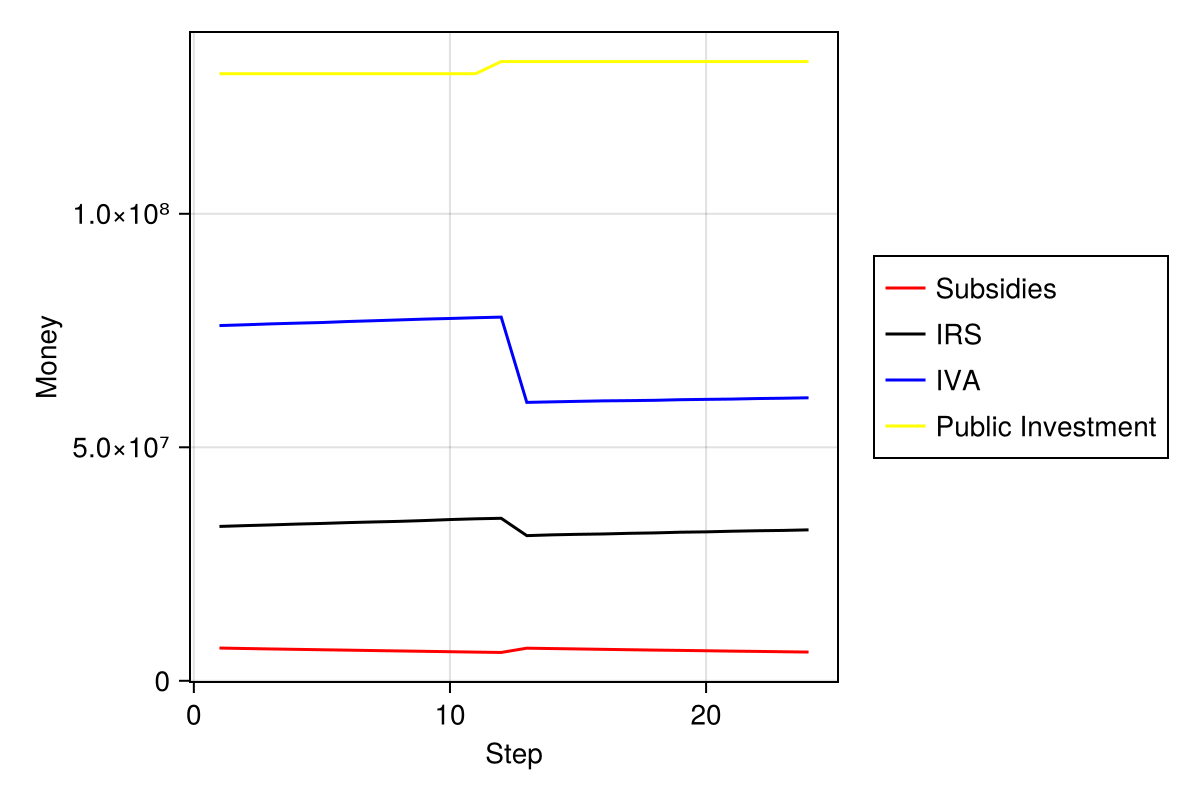 1.0×10⁸
5.0×10⁷
0
Money
0
10
20
Step
Subsidies
IRS
IVA
Public Investment